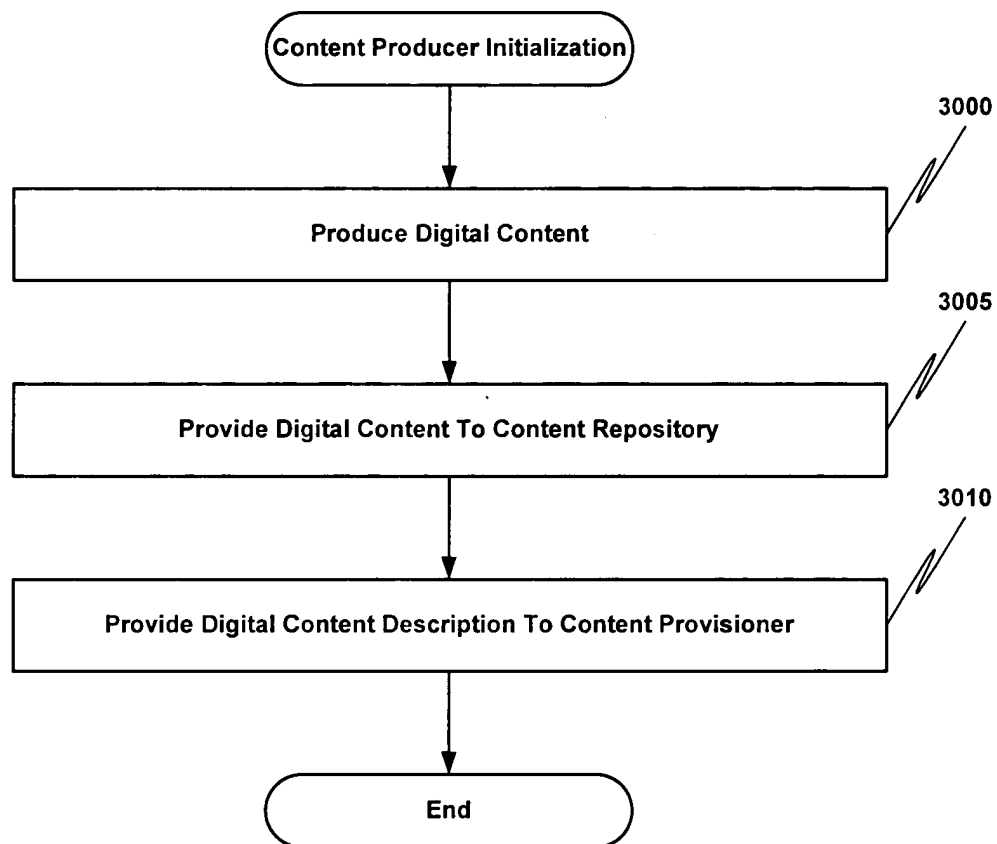 Content Producer Initialization
3000
Produce Digital Content
3005
Provide Digital Content To Content Repository
3010
Provide Digital Content Description To Content Provisioner
End